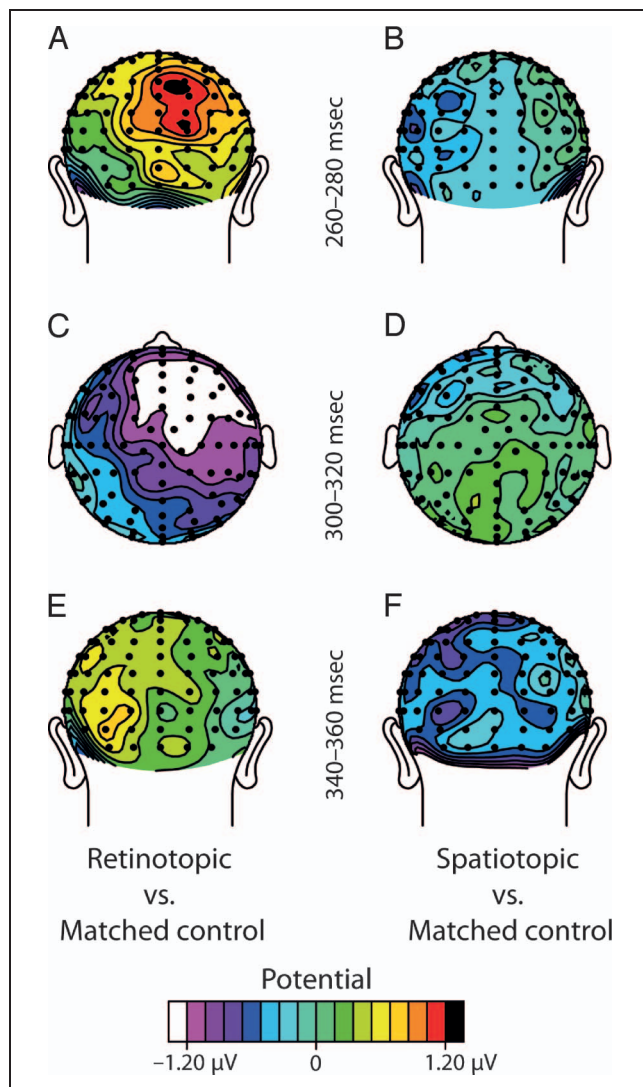 A
B
260–280 msec
C
D
300–320 msec
E
F
340–360 msec
Retinotopic
vs.
Matched control
Spatiotopic
vs.
Matched control
Potential
−1.20 μV
0
1.20 μV